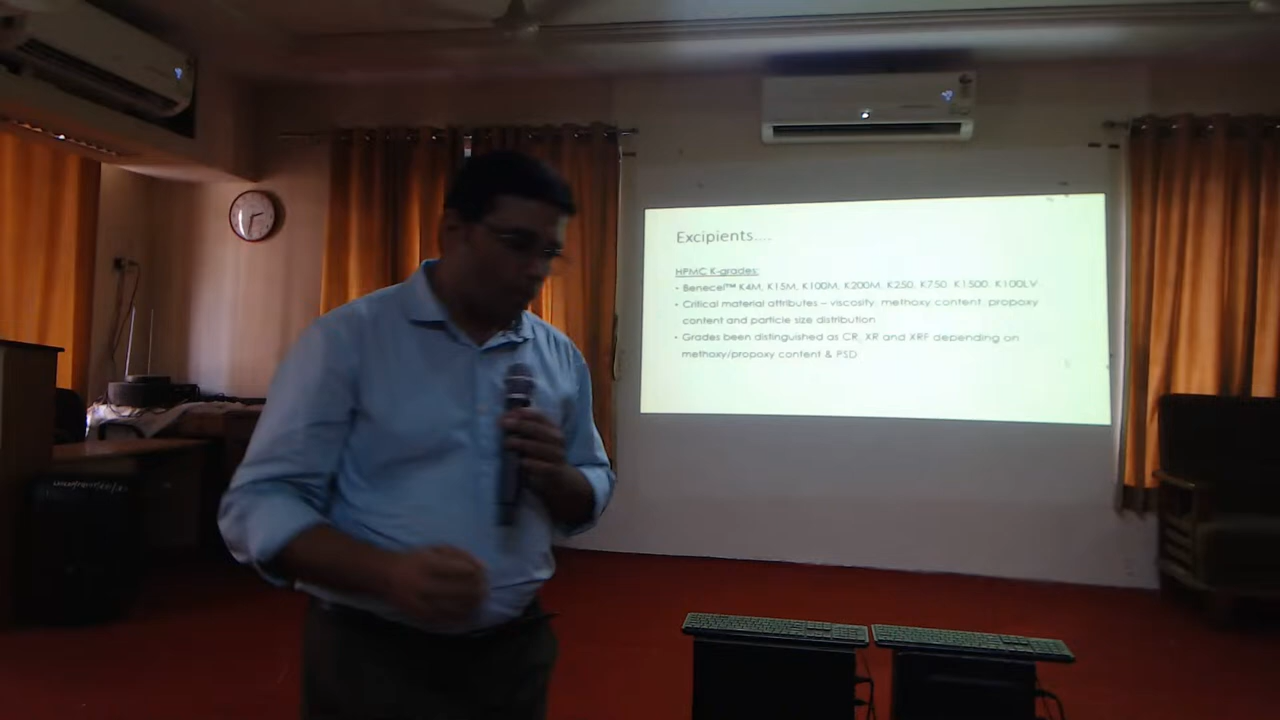 Excipients....
HPMC K-grades:
• Benecel™ K4M, K15M, K100M, K200M, K250, K750, K1500, K100LV
• Critical material attributes – viscosity, methoxy content, propoxy
content and particle size distribution
• Grades been distinguished as CR, XR and XRF depending on
methoxy/propoxy content & PSD